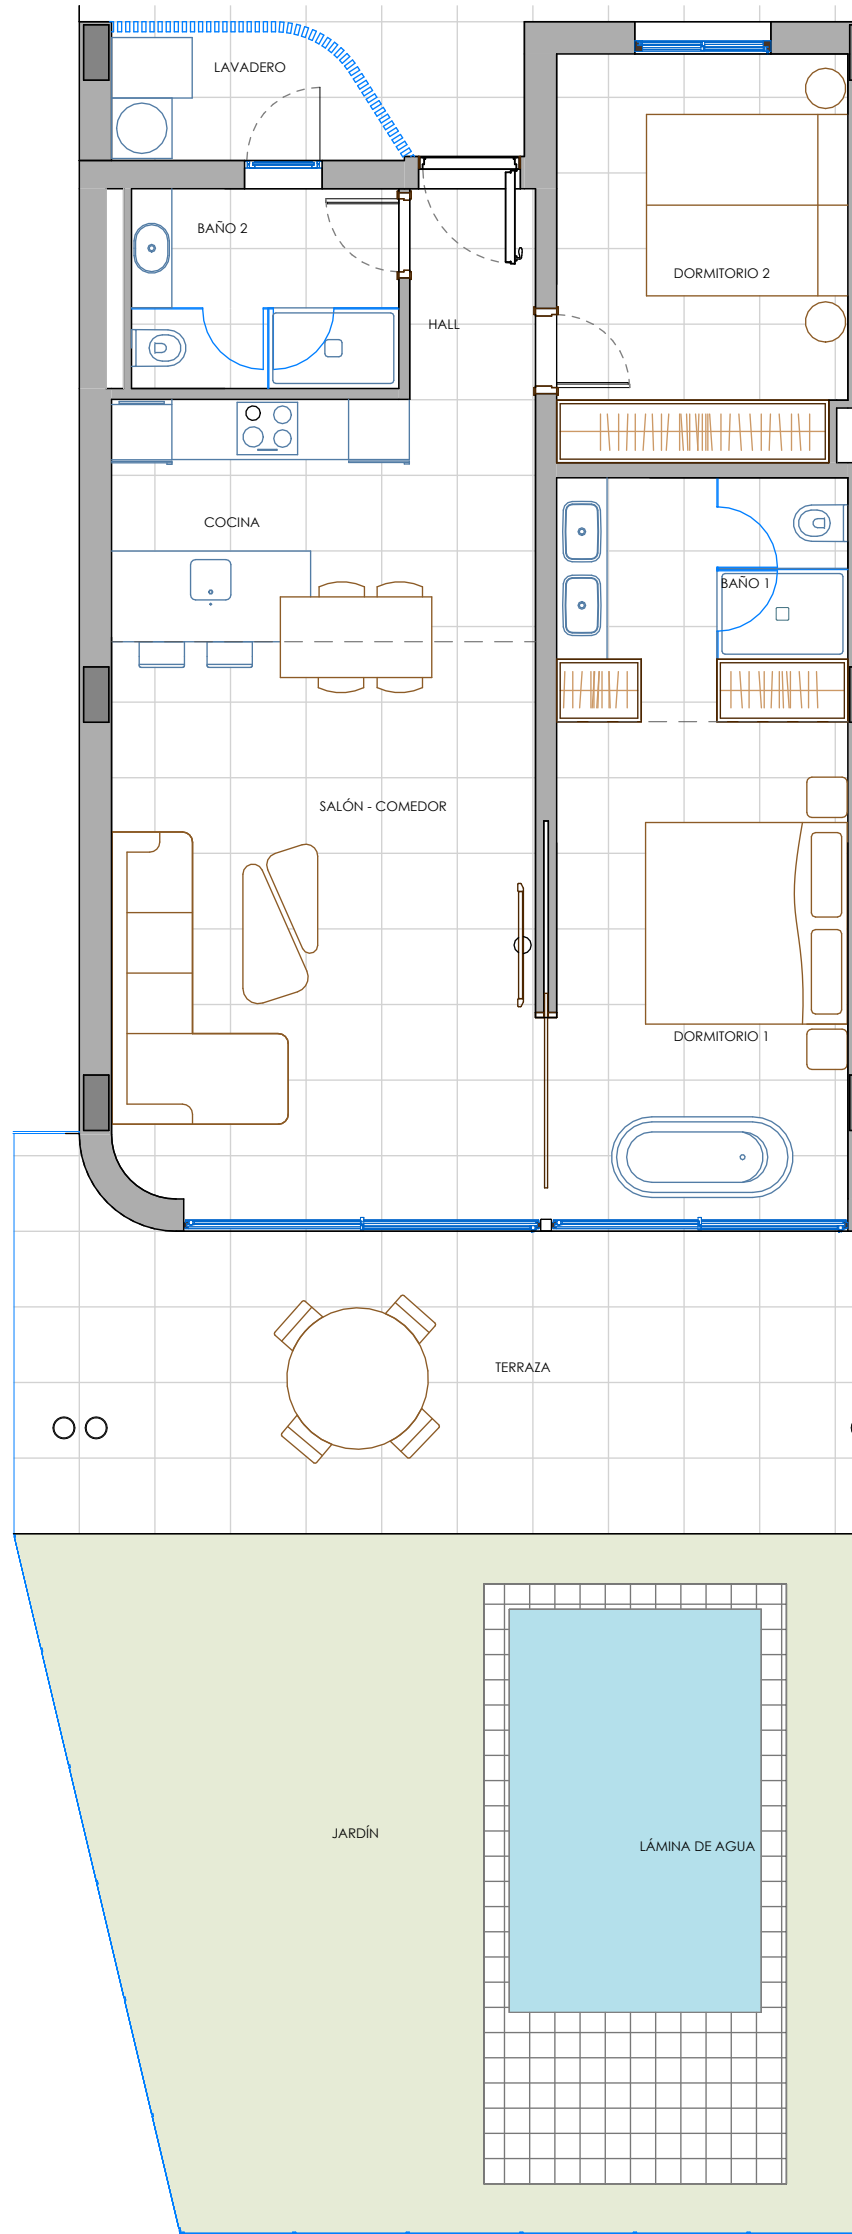 LAVADERO
BAÑO 2
DORMITORIO 2
HALL
COCINA
BAÑO 1
SALÓN - COMEDOR
DORMITORIO 1
TERRAZA
JARDÍN
LÁMINA DE AGUA